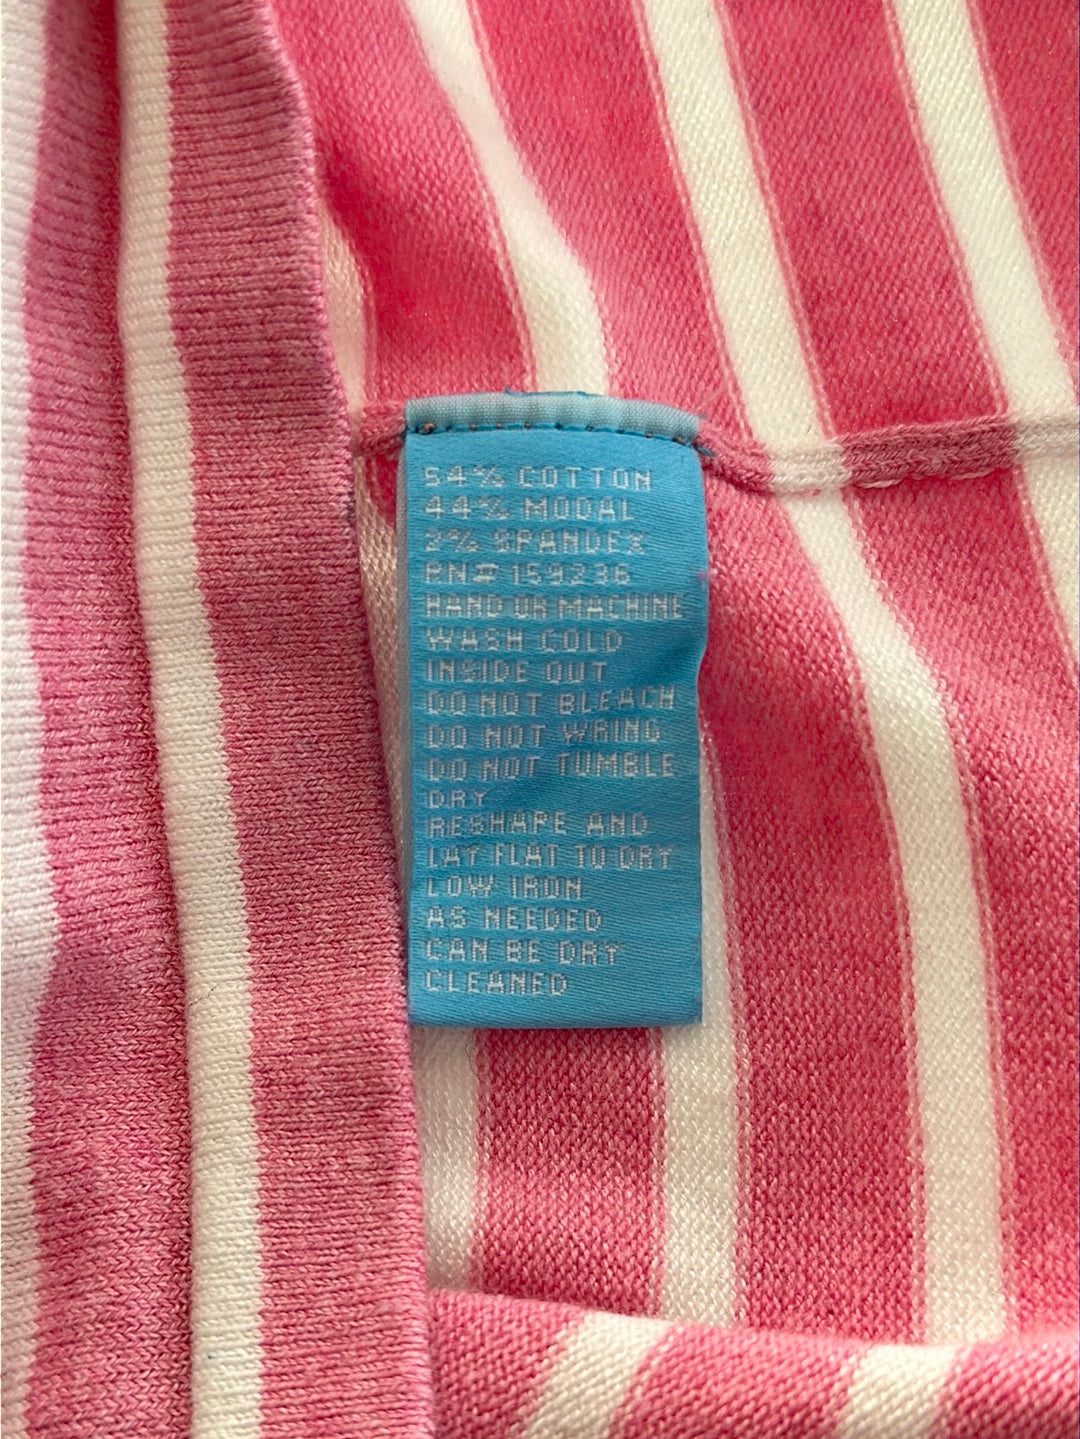 54% COTTON
44% MODAL
2% SPANDEX
RN# 159236
HAND OR MACHINE
WASH COLD
INSIDE OUT
DO NOT BLEACH
DO NOT WRING
DO NOT TUMBLE
DRY
RESHAPE AND
LAY FLAT TO DRY
LOW IRON
AS NEEDED
CAN BE DRY
CLEANED